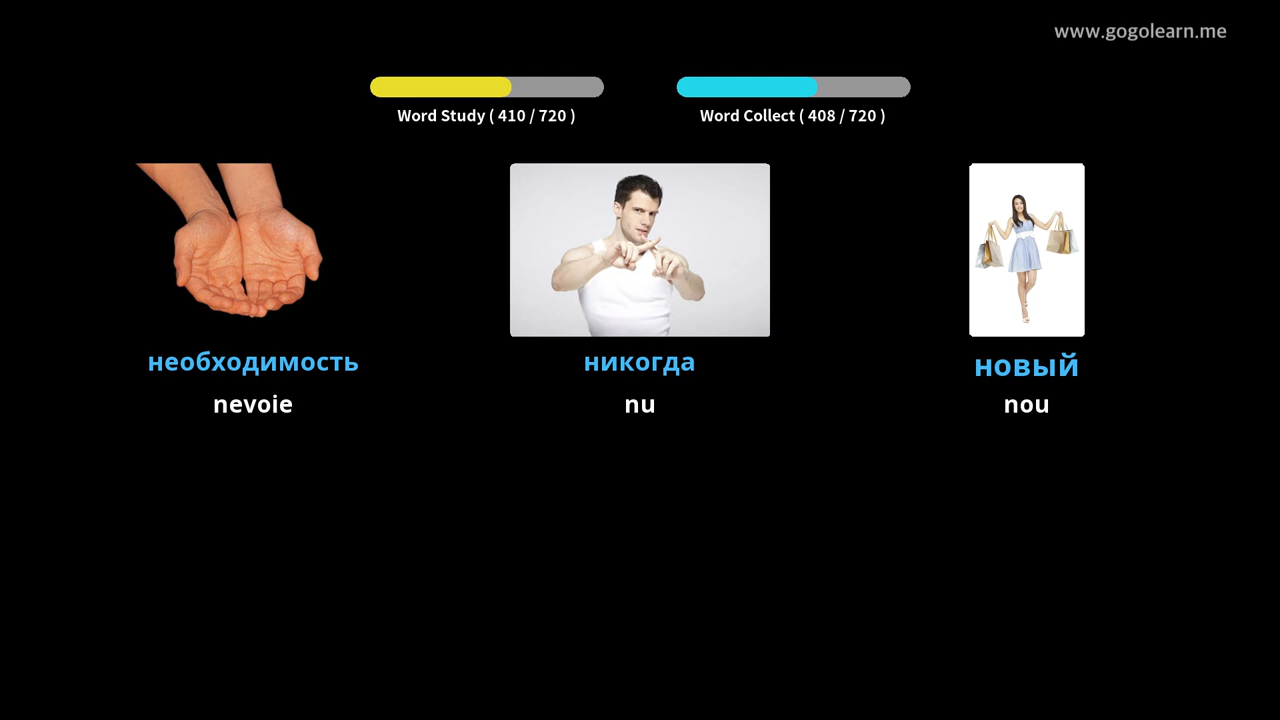 www.gogolearn.me
Word Study ( 410 / 720 )
Word Collect ( 408 / 720 )
необходимость
никогда
новый
nevoie
nu
nou